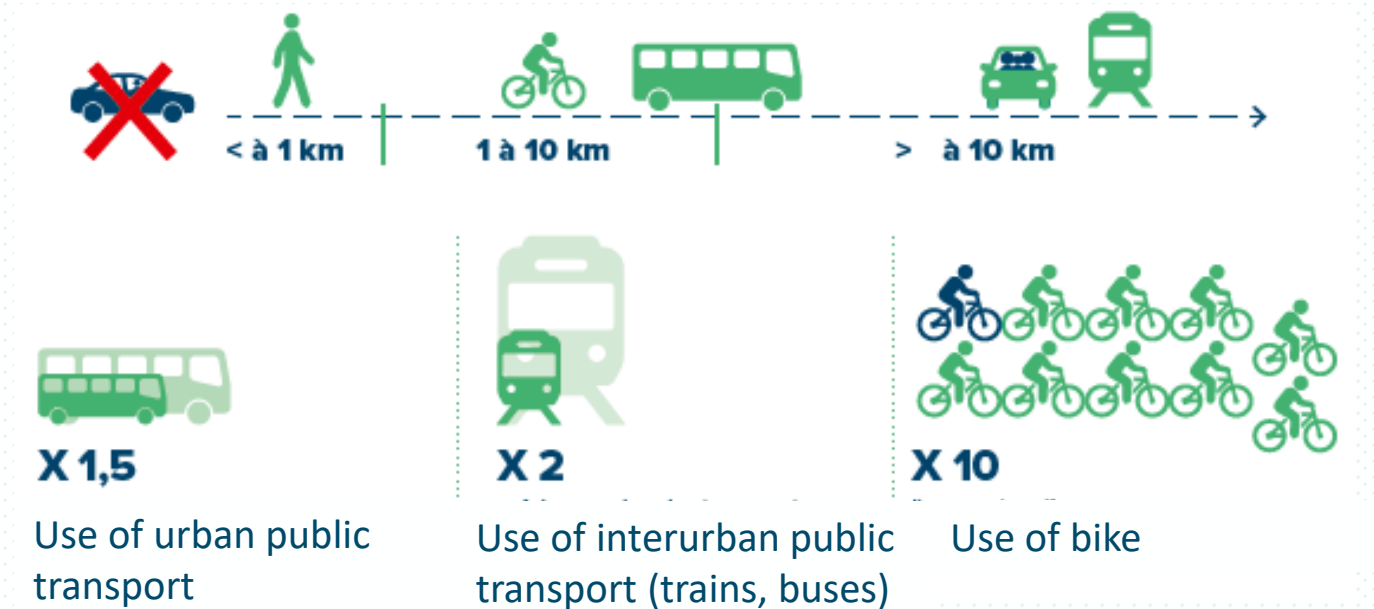 < à 1 km
1 à 10 km
> à 10 km
X 1,5
X 2
X 10
Use of urban public
transport
Use of interurban public
transport (trains, buses)
Use of bike